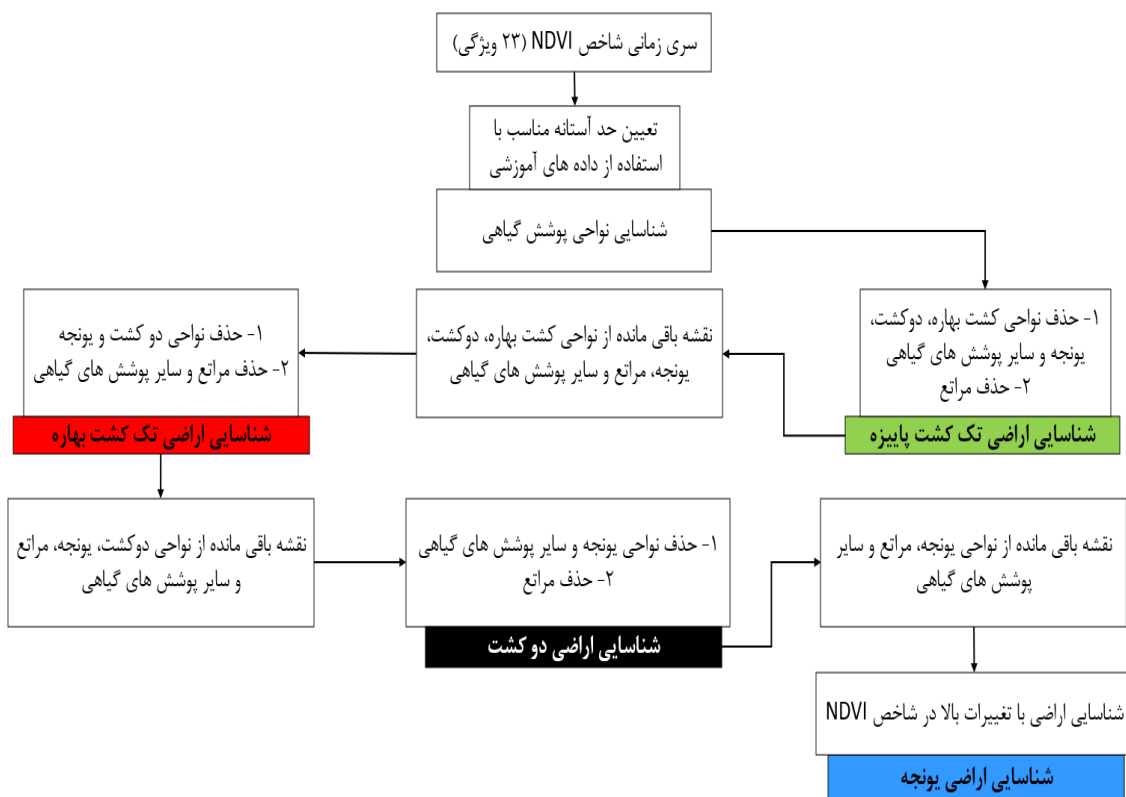 سری زمانی شاخص NDVI (۲۳ ویژگی)
تعیین حد آستانه مناسب با
استفاده از داده های آموزشی
شناسایی نواحی پوشش گیاهی
۱- حذف نواحی کشت بهاره، دوکشت،
یونجه و سایر پوشش های گیاهی
۲- حذف مراتع
شناسایی اراضی تک کشت پاییزه
نقشه باقی مانده از نواحی کشت بهاره، دوکشت،
یونجه، مراتع و سایر پوشش های گیاهی
۱- حذف نواحی دو کشت و یونجه
۲- حذف مراتع و سایر پوشش های گیاهی
شناسایی اراضی تک کشت بهاره
نقشه باقی مانده از نواحی دوکشت، یونجه، مراتع
و سایر پوشش های گیاهی
۱- حذف نواحی یونجه و سایر پوشش های گیاهی
۲- حذف مراتع
شناسایی اراضی دو کشت
نقشه باقی مانده از نواحی یونجه، مراتع و سایر
پوشش های گیاهی
شناسایی اراضی با تغییرات بالا در شاخص NDVI
شناسایی اراضی یونجه